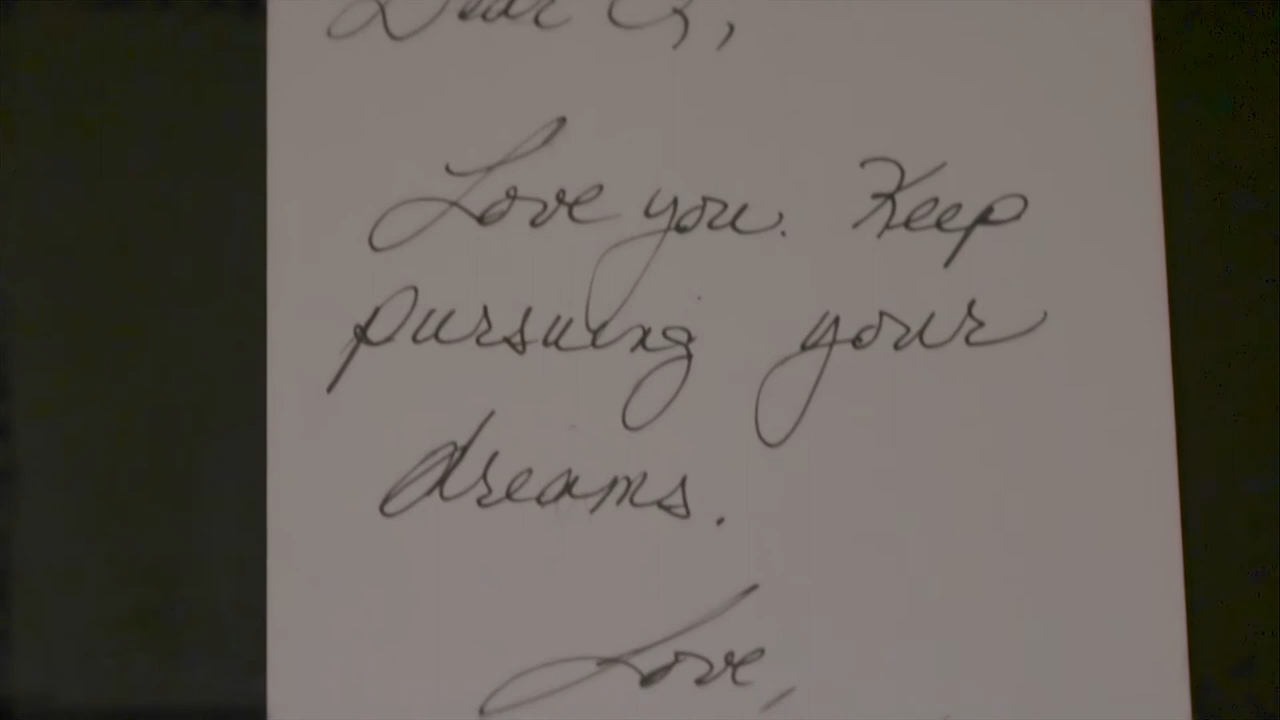 Dear
Love you. Keep
pursuing your
dreams.
Love,